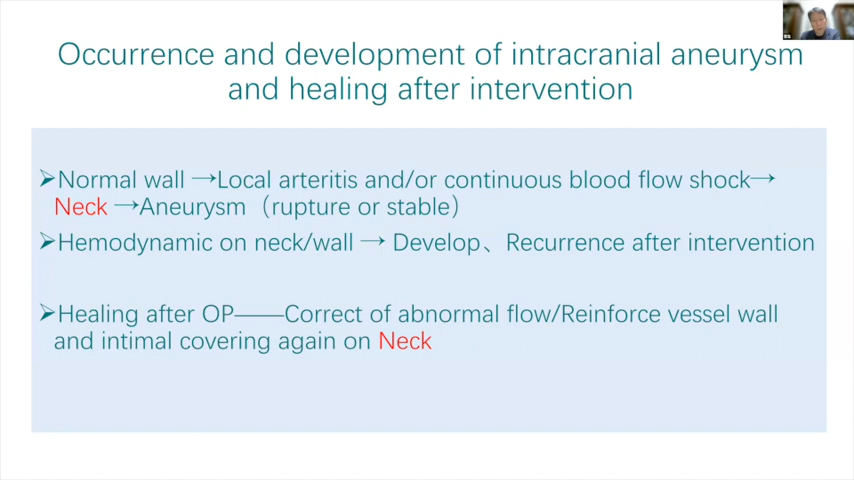 Occurrence and development of intracranial aneurysm
and healing after intervention
➢Normal wall →Local arteritis and/or continuous blood flow shock→
Neck →Aneurysm（rupture or stable）
➢Hemodynamic on neck/wall → Develop、Recurrence after intervention
➢Healing after OP——Correct of abnormal flow/Reinforce vessel wall
and intimal covering again on Neck